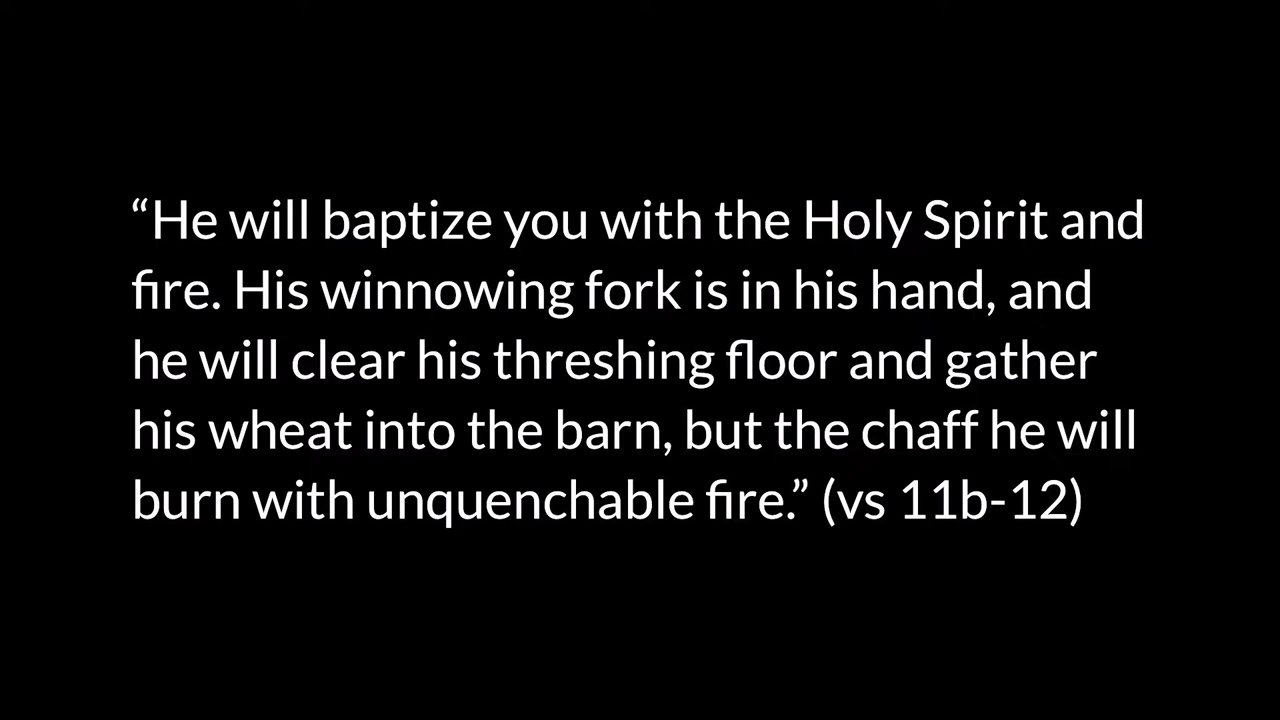 “He will baptize you with the Holy Spirit and
fire. His winnowing fork is in his hand, and
he will clear his threshing floor and gather
his wheat into the barn, but the chaff he will
burn with unquenchable fire.” (vs 11b-12)